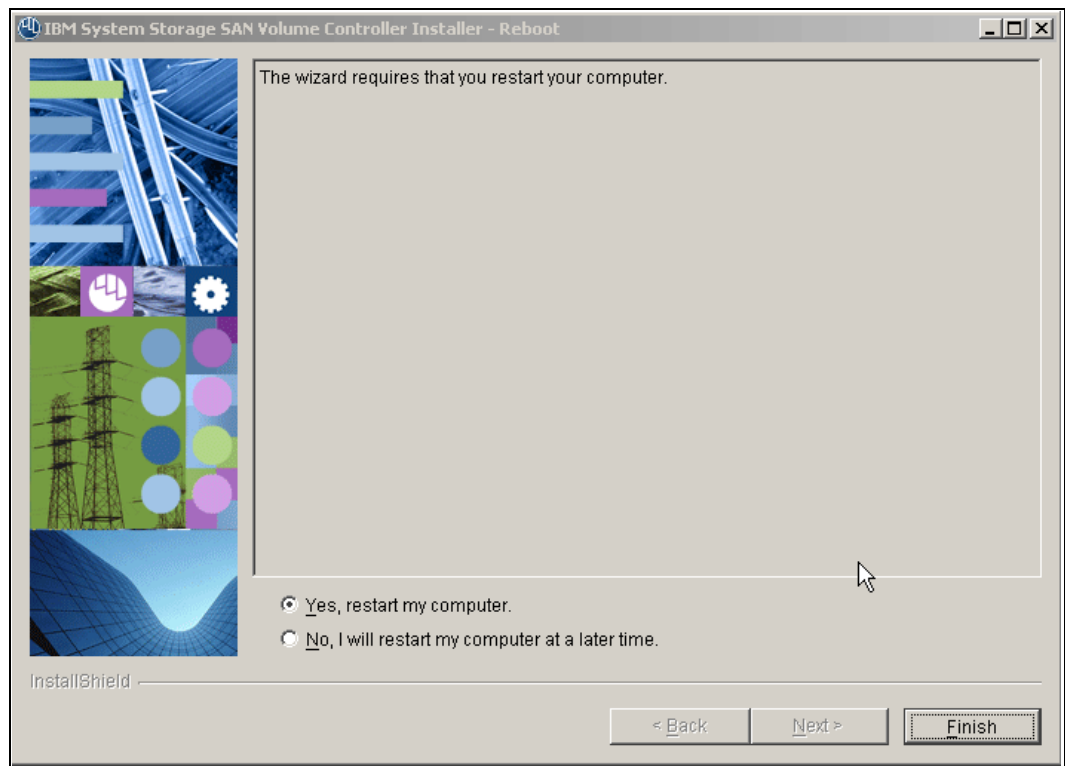 IBM System Storage SAN Volume Controller Installer - Reboot
The wizard requires that you restart your computer.
Yes, restart my computer.
No, I will restart my computer at a later time.
InstallShield
< Back
Next >
Finish